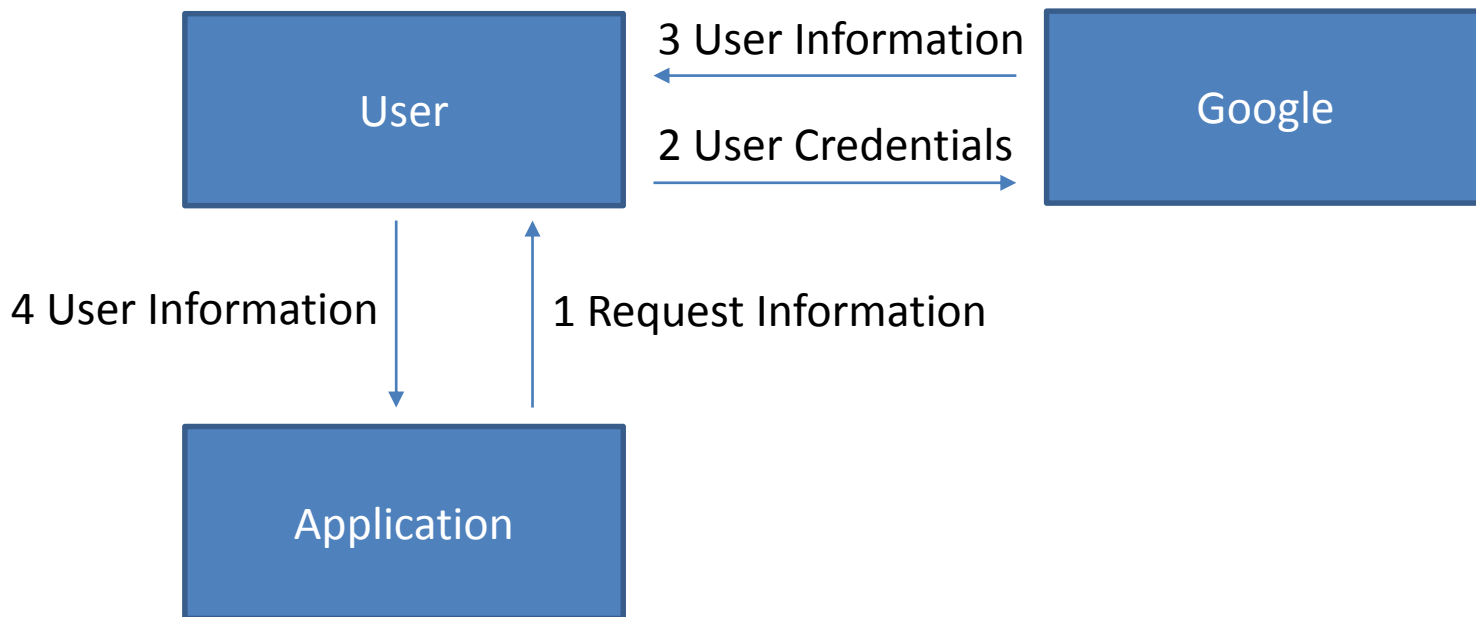 3 User Information
User
Google
2 User Credentials
4 User Information
1 Request Information
Application